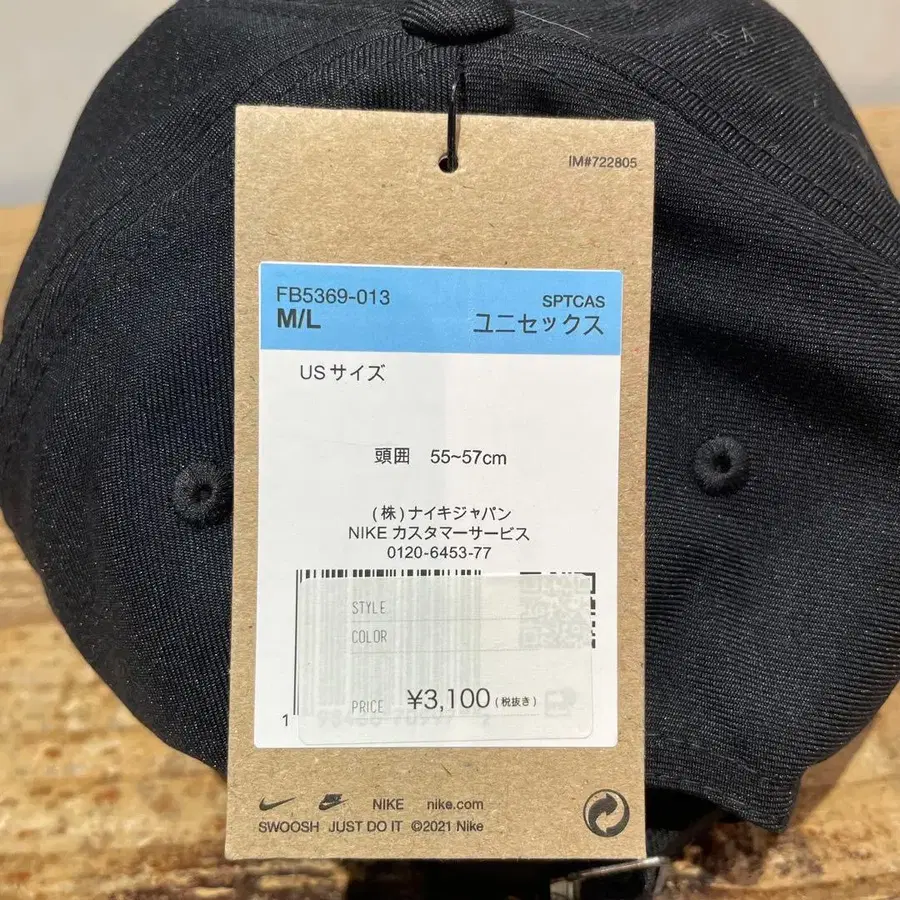 IM#722805
FB5369-013
SPTCAS
M/L
ユニセックス
USサイズ
頭囲 55~57cm
(株)ナイキジャパン
NIKE カスタマーサービス
0120-6453-77
STYLE
COLOR
PRICE ¥3,100(税抜き)
1
NIKE nike.com
SWOOSH JUST DO IT ©2021 Nike